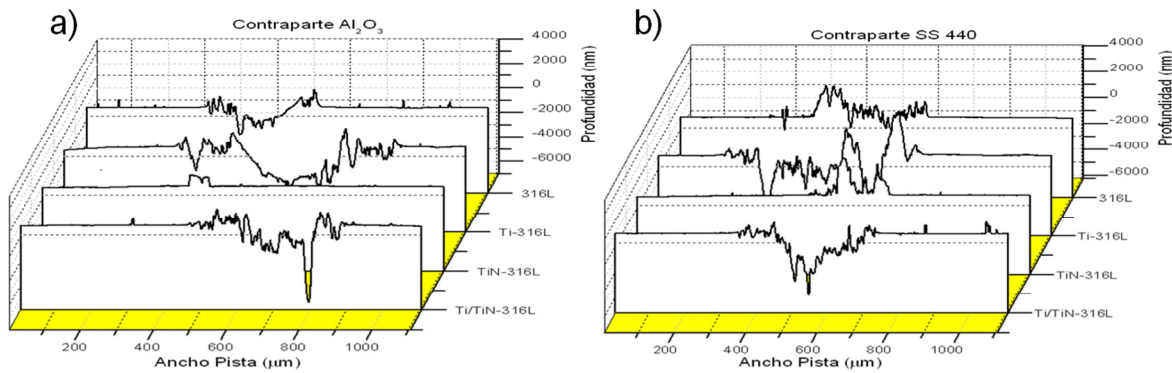 a)
Contraparte Al₂O₃
4000
2000
0
-2000
-4000
-6000
Profundidad (nm)
316L
Ti-316L
TiN-316L
Ti/TiN-316L
200
400
600
800
1000
Ancho Pista (µm)
b)
Contraparte SS 440
4000
2000
0
-2000
-4000
-6000
Profundidad (nm)
316L
Ti-316L
TiN-316L
Ti/TiN-316L
200
400
600
800
1000
Ancho Pista (µm)